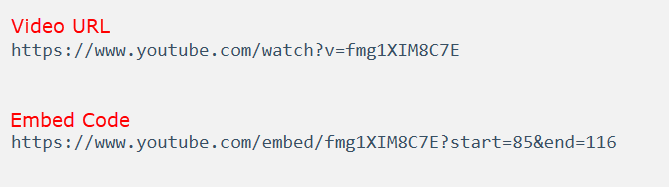 Video URL
https://www.youtube.com/watch?v=fmg1XIM8C7E
Embed Code
https://www.youtube.com/embed/fmg1XIM8C7E?start=85&end=116